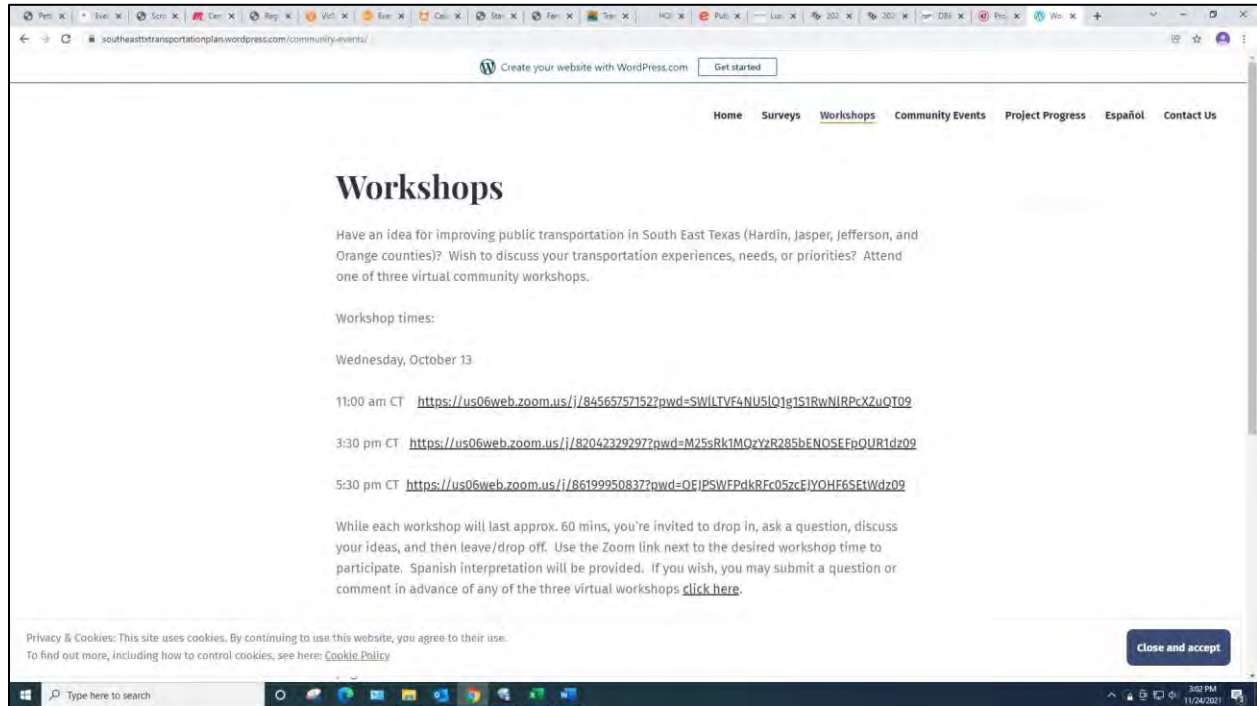 southeasttxtransportationplan.wordpress.com/community-events/
Create your website with WordPress.com Get started
Home Surveys Workshops Community Events Project Progress Español Contact Us
Workshops
Have an idea for improving public transportation in South East Texas (Hardin, Jasper, Jefferson, and
Orange counties)? Wish to discuss your transportation experiences, needs, or priorities? Attend
one of three virtual community workshops.
Workshop times:
Wednesday, October 13
11:00 am CT https://us06web.zoom.us/j/84565757152?pwd=SWlLTVF4NU5lQ1g1S1RwNlRPcXZuQT09
3:30 pm CT https://us06web.zoom.us/j/82042329297?pwd=M25sRk1MQzYzR285bENOSEFpQUR1dz09
5:30 pm CT https://us06web.zoom.us/j/86199950837?pwd=OEJPSWFPdkRFc05zcEJYOHF6SEtWdz09
While each workshop will last approx. 60 mins, you're invited to drop in, ask a question, discuss
your ideas, and then leave/drop off. Use the Zoom link next to the desired workshop time to
participate. Spanish interpretation will be provided. If you wish, you may submit a question or
comment in advance of any of the three virtual workshops click here.
Privacy & Cookies: This site uses cookies. By continuing to use this website, you agree to their use.
To find out more, including how to control cookies, see here: Cookie Policy
Close and accept
Type here to search
3:02 PM
11/24/2021